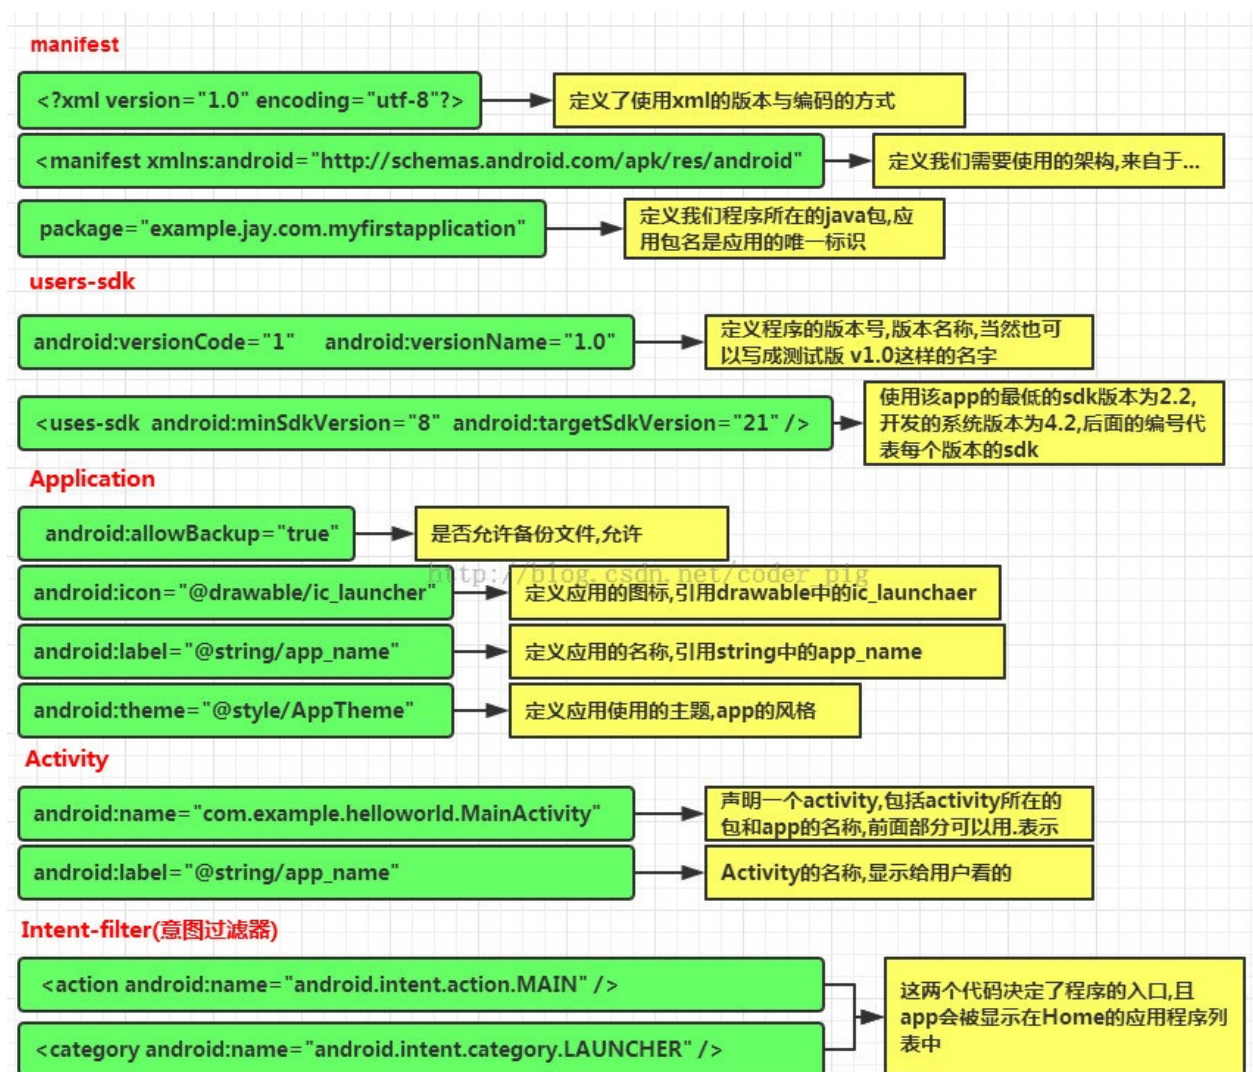 manifest
<?xml version="1.0" encoding="utf-8"?>
定义了使用xml的版本与编码的方式
<manifest xmlns:android="http://schemas.android.com/apk/res/android"
定义我们需要使用的架构,来自于...
package="example.jay.com.myfirstapplication"
定义我们程序所在的java包,应
用包名是应用的唯一标识
users-sdk
android:versionCode="1" android:versionName="1.0"
定义程序的版本号,版本名称,当然也可
以写成测试版 v1.0这样的名字
<uses-sdk android:minSdkVersion="8" android:targetSdkVersion="21" />
使用该app的最低的sdk版本为2.2,
开发的系统版本为4.2,后面的编号代
表每个版本的sdk
Application
android:allowBackup="true"
是否允许备份文件,允许
http://blog.csdn.net/coder_pig
android:icon="@drawable/ic_launcher"
定义应用的图标,引用drawable中的ic_launchaer
android:label="@string/app_name"
定义应用的名称,引用string中的app_name
android:theme="@style/AppTheme"
定义应用使用的主题,app的风格
Activity
android:name="com.example.helloworld.MainActivity"
声明一个activity,包括activity所在的
包和app的名称,前面部分可以用.表示
android:label="@string/app_name"
Activity的名称,显示给用户看的
Intent-filter(意图过滤器)
<action android:name="android.intent.action.MAIN" />
<category android:name="android.intent.category.LAUNCHER" />
这两个代码决定了程序的入口,且
app会被显示在Home的应用程序列
表中